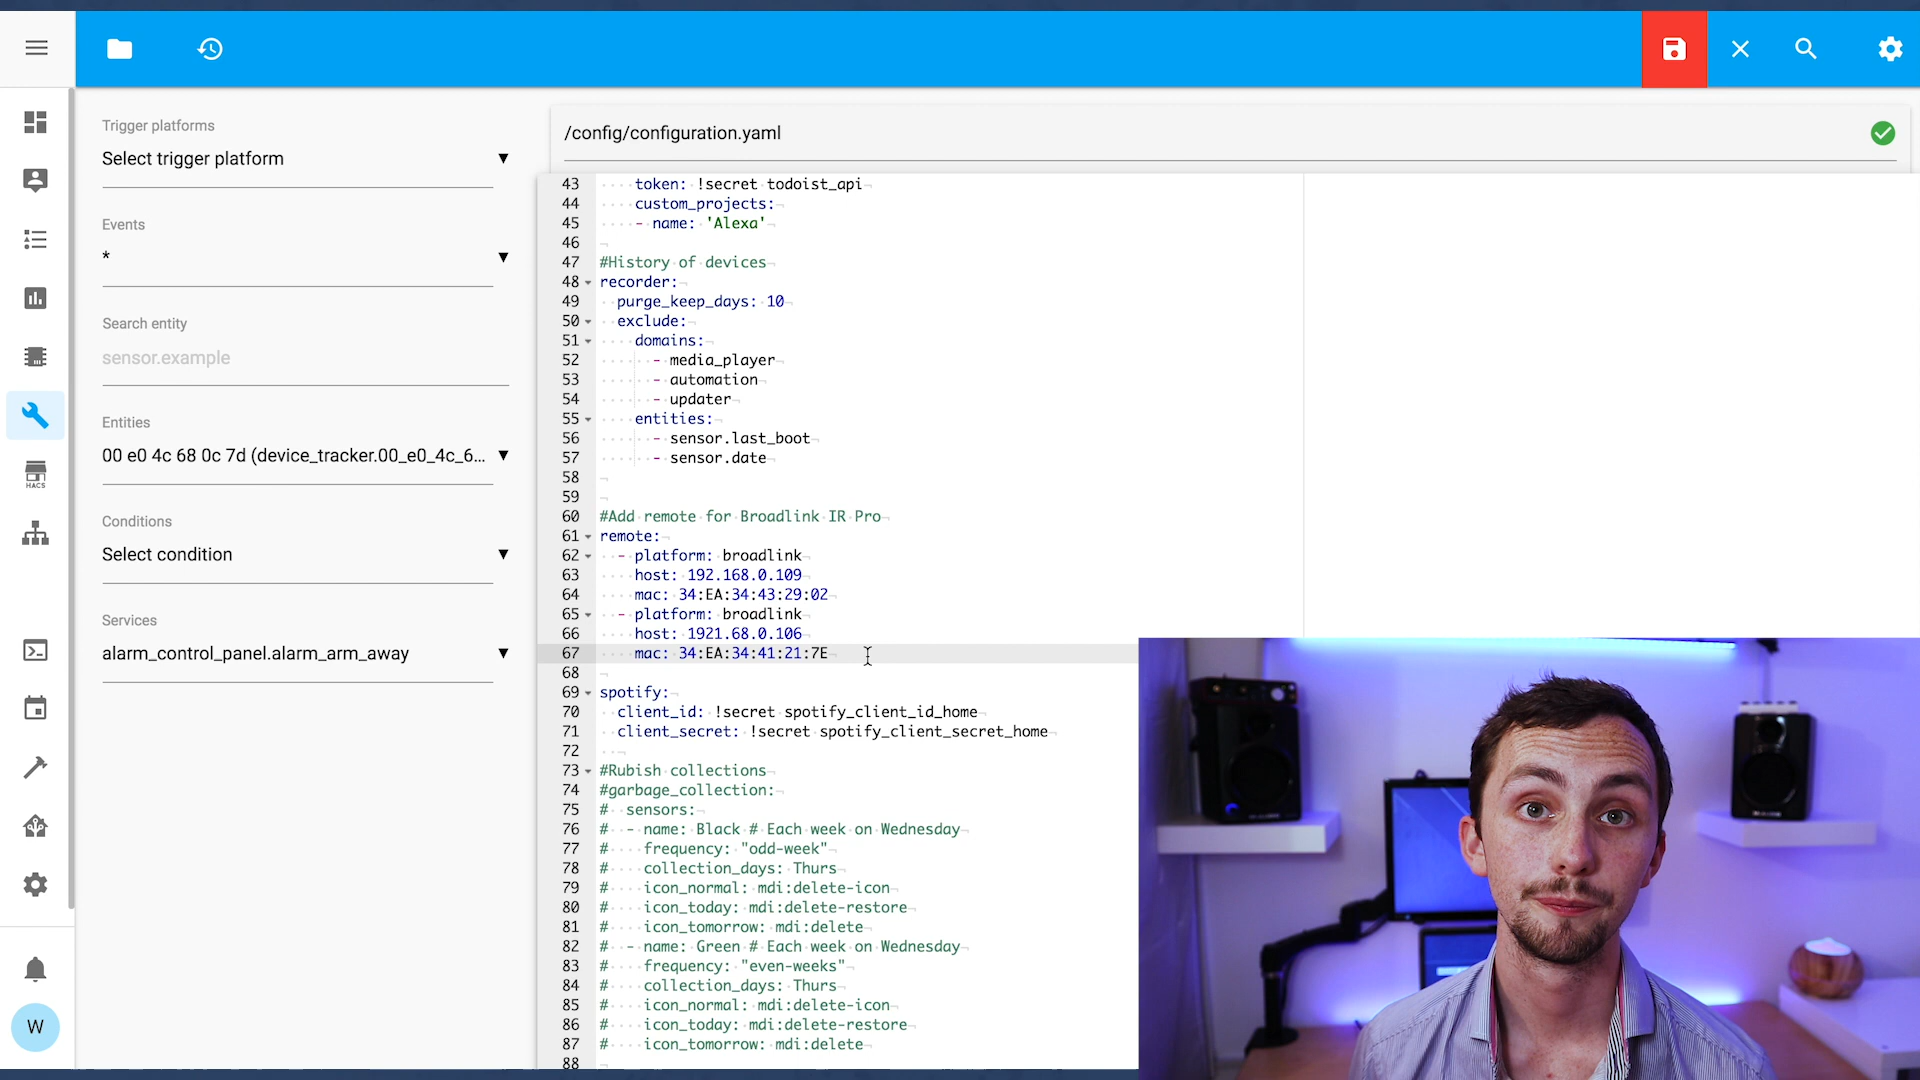 /config/configuration.yaml
Trigger platforms
Select trigger platform
Events
*
Search entity
sensor.example
Entities
00 e0 4c 68 0c 7d (device_tracker.00_e0_4c_6...
Conditions
Select condition
Services
alarm_control_panel.alarm_arm_away
HACS
W
43 token: !secret todoist_api
44 custom_projects:
45 - name: 'Alexa'
46
47 #History of devices
48 recorder:
49 purge_keep_days: 10
50 exclude:
51 domains:
52 - media_player
53 - automation
54 - updater
55 entities:
56 - sensor.last_boot
57 - sensor.date
58
59
60 #Add remote for Broadlink IR Pro
61 remote:
62 - platform: broadlink
63 host: 192.168.0.109
64 mac: 34:EA:34:43:29:02
65 - platform: broadlink
66 host: 1921.68.0.106
67 mac: 34:EA:34:41:21:7E
68
69 spotify:
70 client_id: !secret spotify_client_id_home
71 client_secret: !secret spotify_client_secret_home
72
73 #Rubish collections
74 #garbage_collection:
75 # sensors:
76 # - name: Black # Each week on Wednesday
77 # frequency: "odd-week"
78 # collection_days: Thurs
79 # icon_normal: mdi:delete-icon
80 # icon_today: mdi:delete-restore
81 # icon_tomorrow: mdi:delete
82 # - name: Green # Each week on Wednesday
83 # frequency: "even-weeks"
84 # collection_days: Thurs
85 # icon_normal: mdi:delete-icon
86 # icon_today: mdi:delete-restore
87 # icon_tomorrow: mdi:delete
88